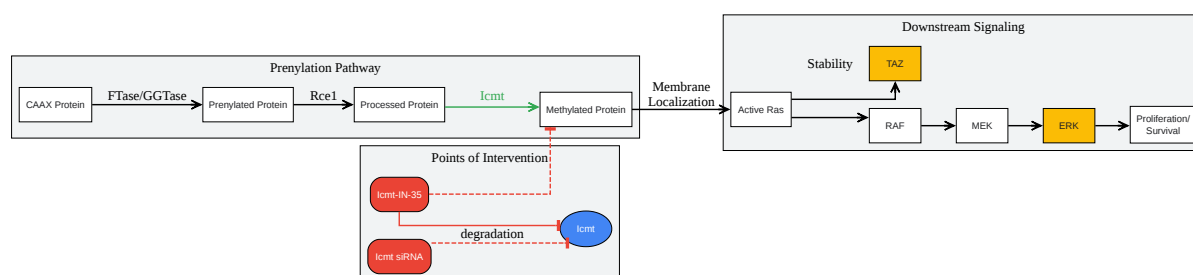 Downstream Signaling
Prenylation Pathway
Stability
TAZ
CAAX Protein
FTase/GGTase
Prenylated Protein
Rce1
Processed Protein
Icmt
Methylated Protein
Membrane
Localization
Active Ras
RAF
MEK
ERK
Proliferation/
Survival
Points of Intervention
Icmt-IN-35
degradation
Icmt
Icmt siRNA